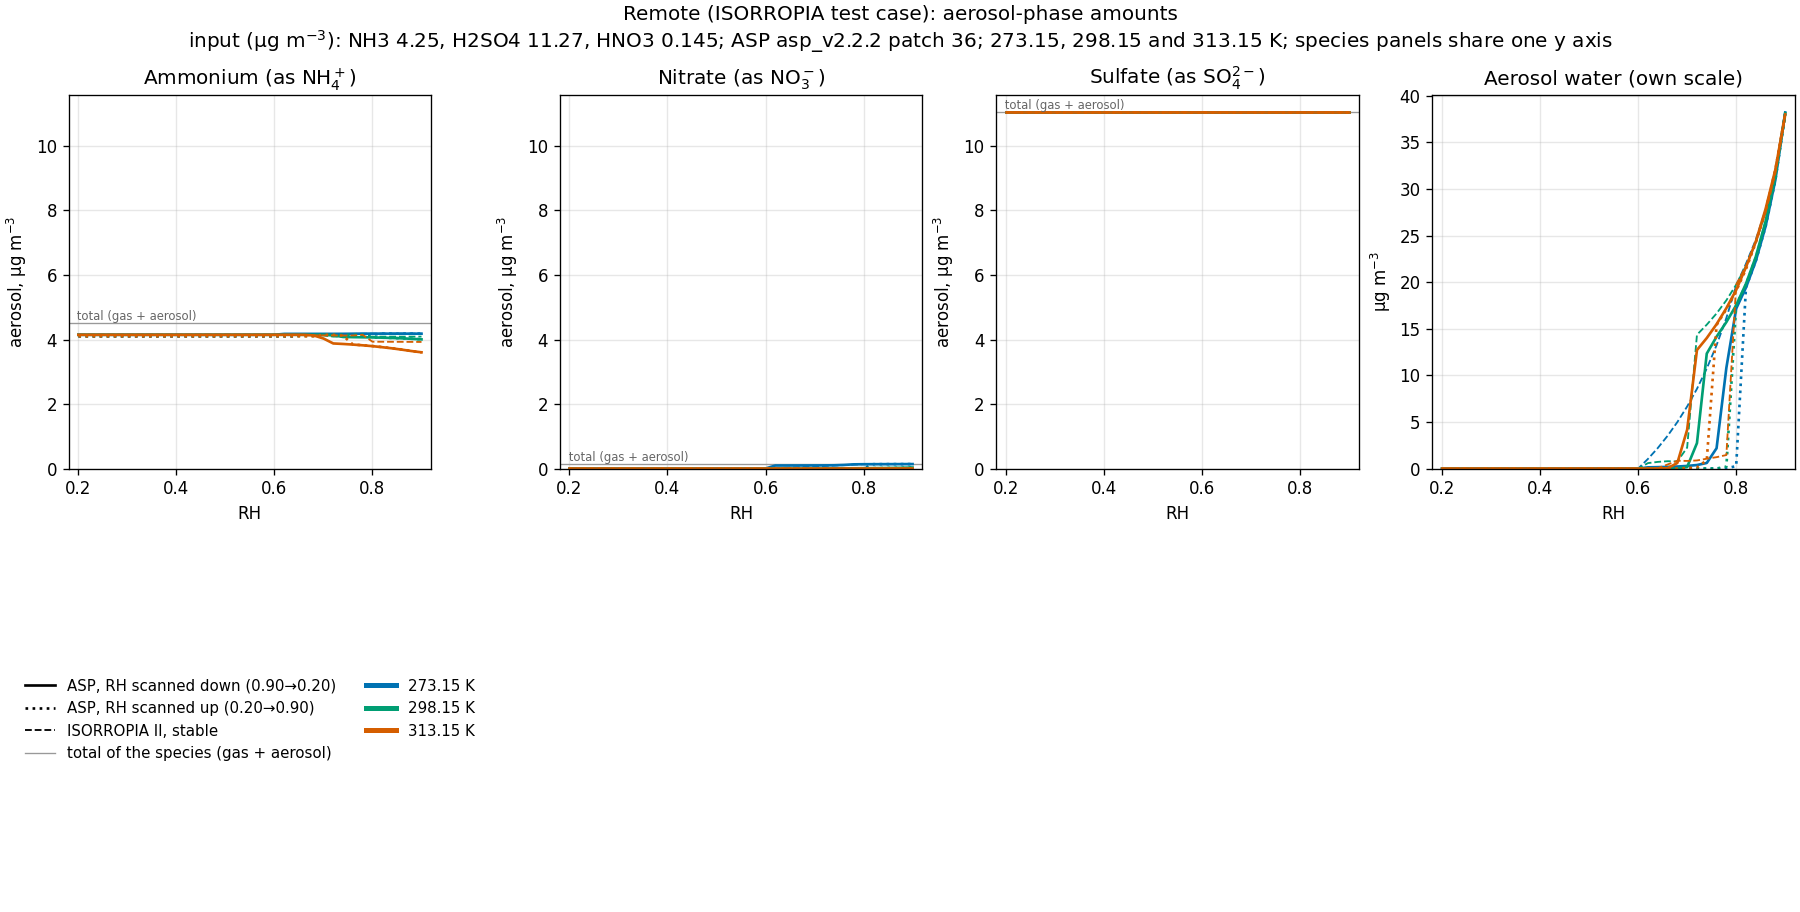 Remote (ISORROPIA test case): aerosol-phase amounts
input (µg m⁻³): NH3 4.25, H2SO4 11.27, HNO3 0.145; ASP asp_v2.2.2 patch 36; 273.15, 298.15 and 313.15 K; species panels share one y axis
Ammonium (as NH₄⁺)
aerosol, µg m⁻³
10
8
6
4
2
0
total (gas + aerosol)
0.2 0.4 0.6 0.8
RH
Nitrate (as NO₃⁻)
aerosol, µg m⁻³
10
8
6
4
2
0
total (gas + aerosol)
0.2 0.4 0.6 0.8
RH
Sulfate (as SO₄²⁻)
aerosol, µg m⁻³
total (gas + aerosol)
10
8
6
4
2
0
0.2 0.4 0.6 0.8
RH
Aerosol water (own scale)
µg m⁻³
40
35
30
25
20
15
10
5
0
0.2 0.4 0.6 0.8
RH
ASP, RH scanned down (0.90→0.20)
ASP, RH scanned up (0.20→0.90)
ISORROPIA II, stable
total of the species (gas + aerosol)
273.15 K
298.15 K
313.15 K